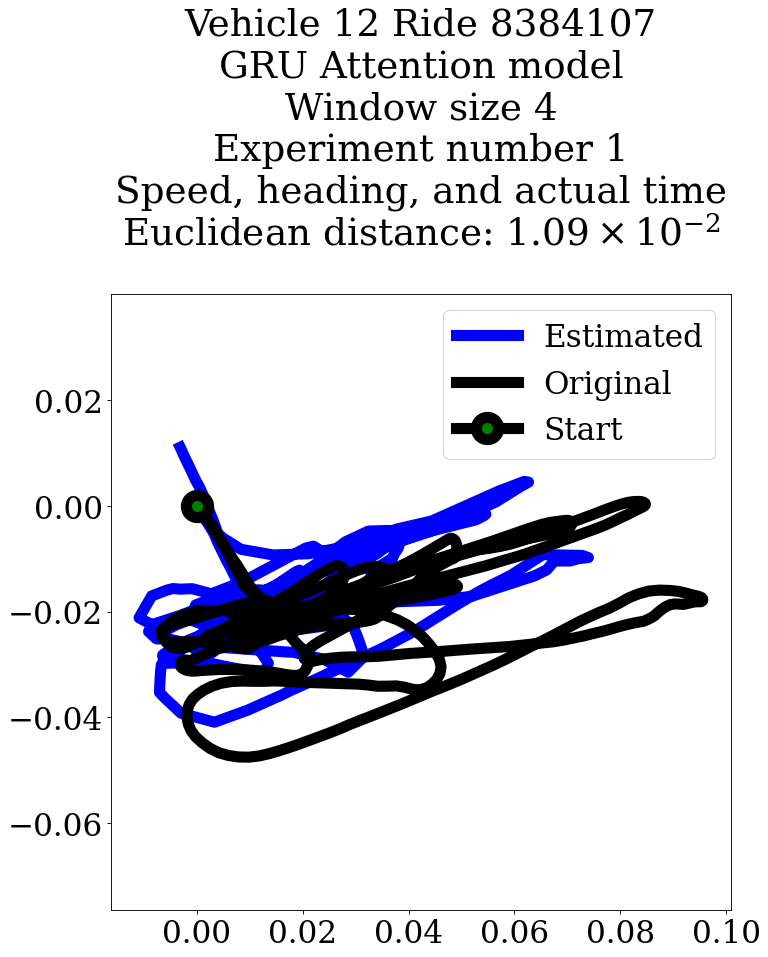 Vehicle 12 Ride 8384107
GRU Attention model
Window size 4
Experiment number 1
Speed, heading, and actual time
Euclidean distance: 1.09 × 10⁻²
Estimated
Original
Start
0.02
0.00
−0.02
−0.04
−0.06
0.00 0.02 0.04 0.06 0.08 0.10